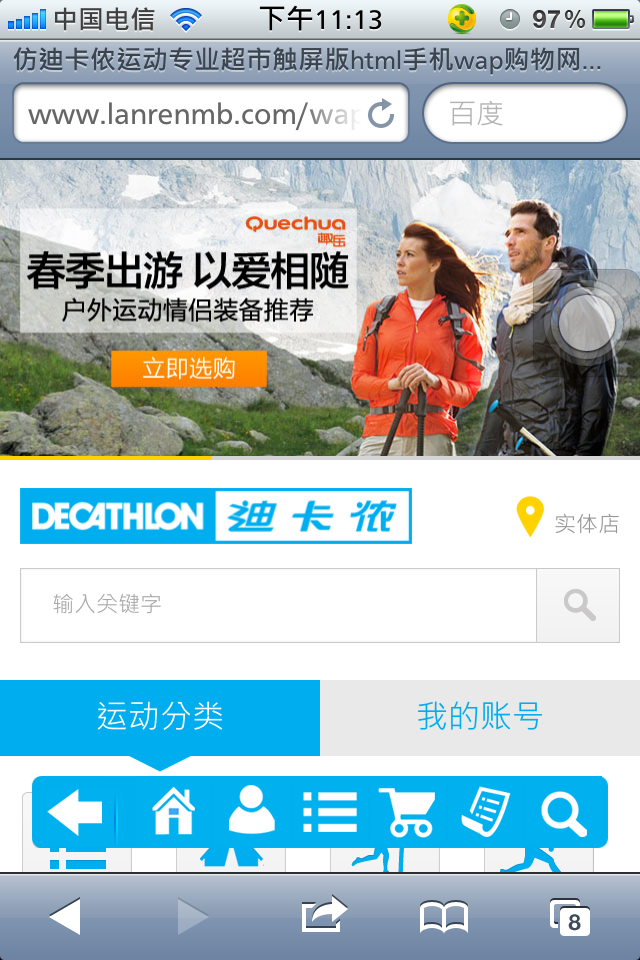 中国电信 下午11:13 97%
仿迪卡侬运动专业超市触屏版html手机wap购物网...
www.lanrenmb.com/wap 百度
Quechua
趣岳
春季出游 以爱相随
户外运动情侣装备推荐
立即选购
DECATHLON 迪卡侬 实体店
输入关键字
运动分类 我的账号
8